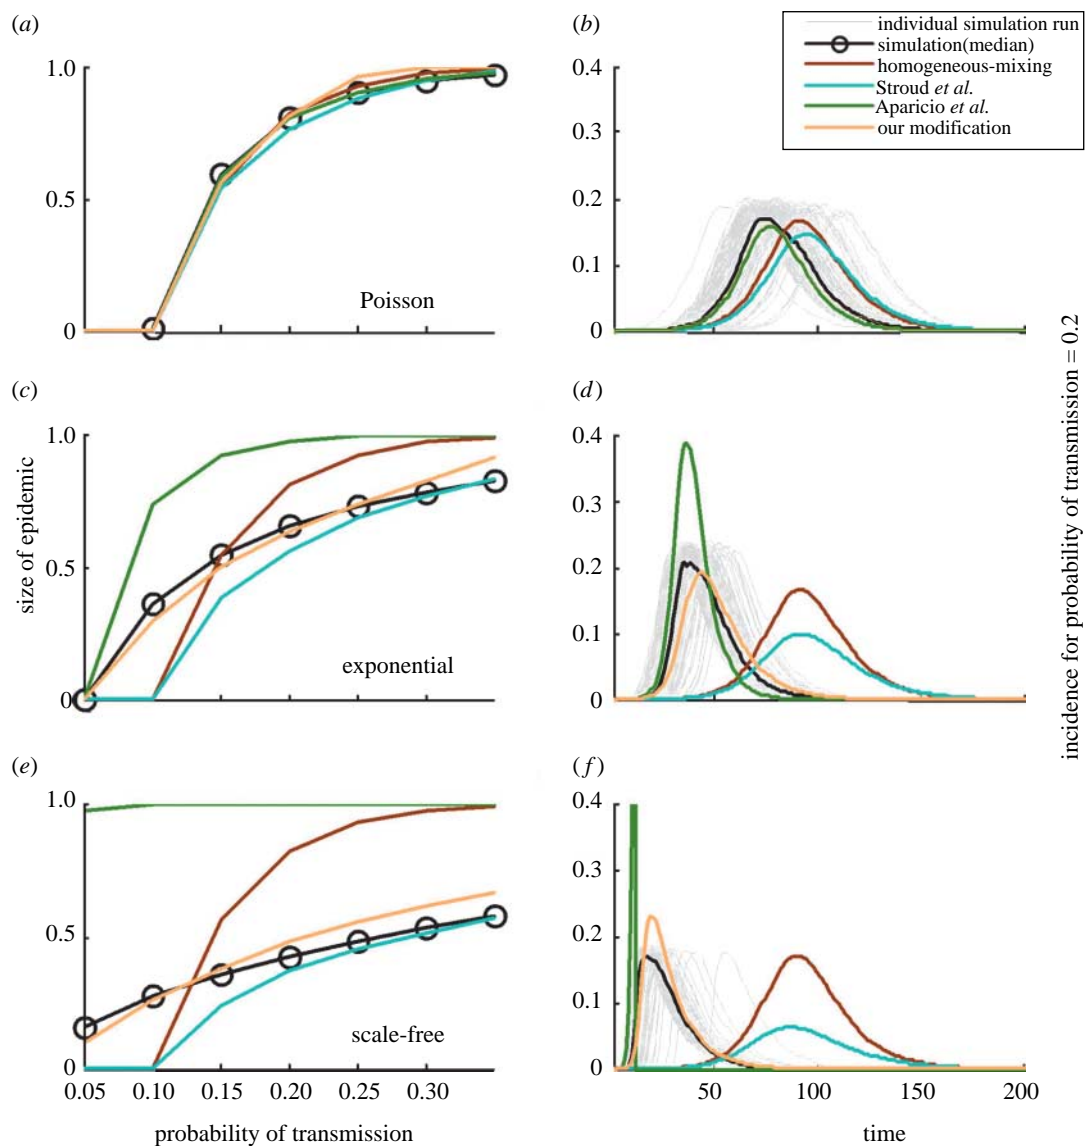 (a)
1.0
0.5
0
Poisson
(b)
individual simulation run
simulation(median)
homogeneous-mixing
Stroud et al.
Aparicio et al.
our modification
0.4
0.3
0.2
0.1
0
50
100
150
200
(c)
1.0
0.5
0
exponential
size of epidemic
(d)
0.4
0.3
0.2
0.1
0
incidence for probability of transmission = 0.2
(e)
1.0
0.5
0
scale-free
0.05 0.10 0.15 0.20 0.25 0.30
probability of transmission
(f)
0.4
0.3
0.2
0.1
0
50 100 150 200
time